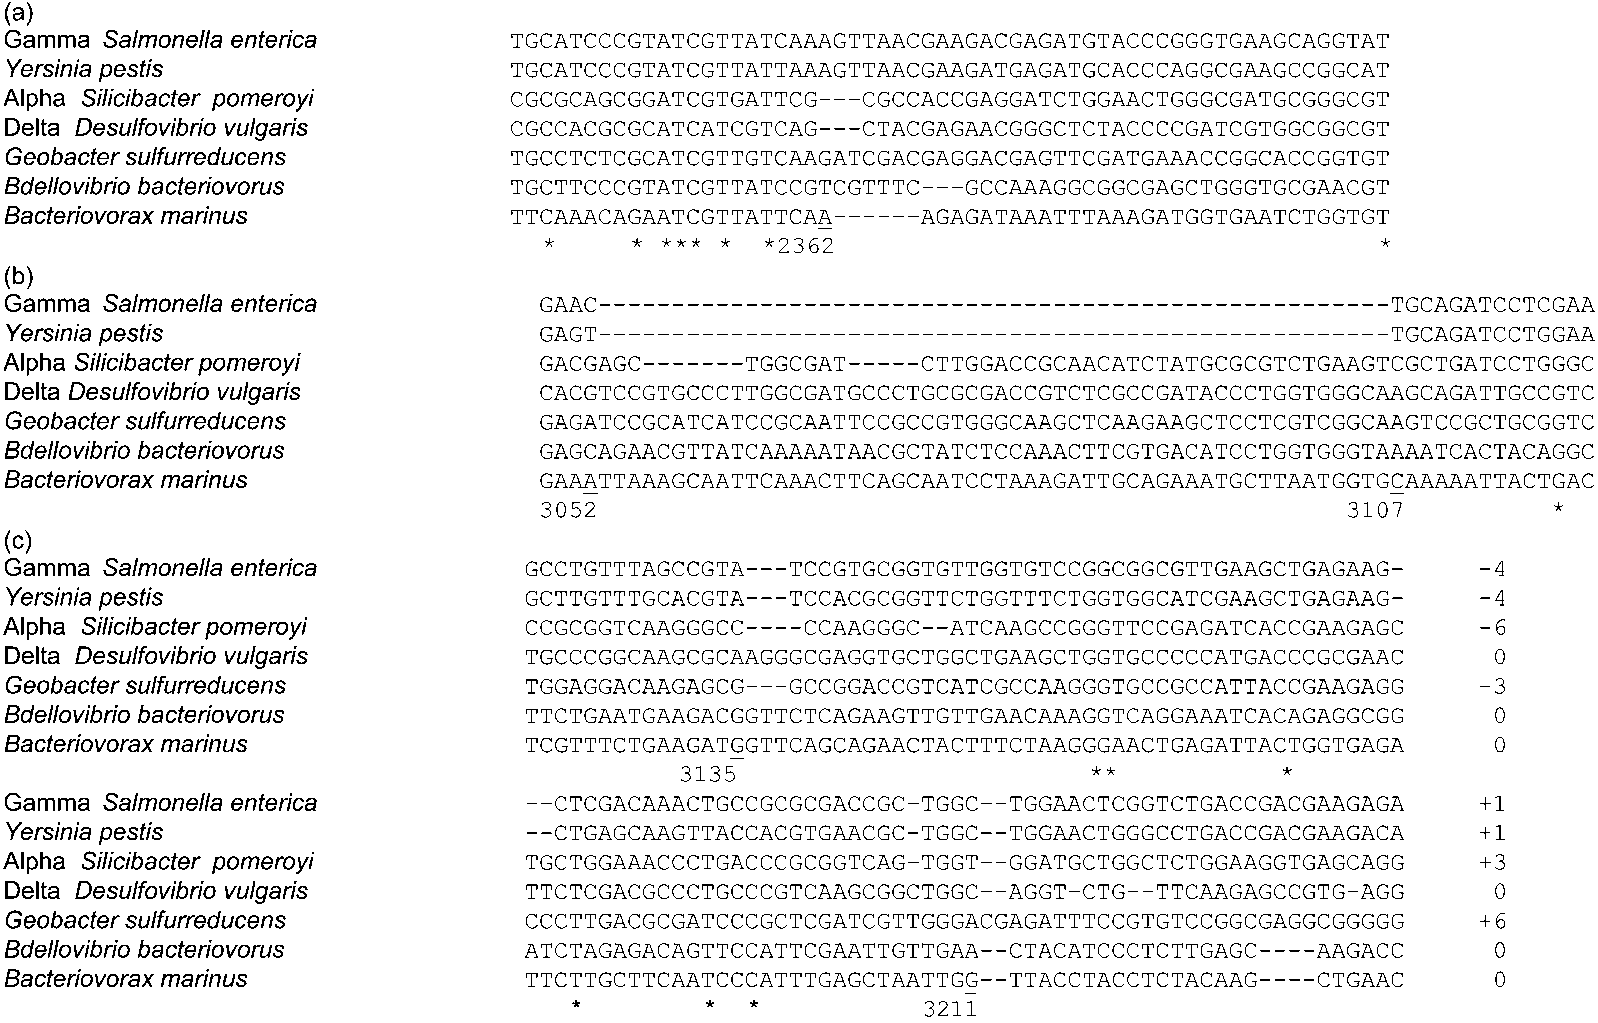 (a)
Gamma Salmonella enterica TGCATCCCGTATCGTTATCAAAGTTAACGAAGACGAGATGTACCCGGGTGAAGCAGGTAT
Yersinia pestis TGCATCCCGTATCGTTATTAAAGTTAACGAAGATGAGATGCACCCAGGCGAAGCCGGCAT
Alpha Silicibacter pomeroyi CGCGCAGCGGATCGTGATTCG---CGCCACCGAGGATCTGGAACTGGGCGATGCGGGCGT
Delta Desulfovibrio vulgaris CGCCACGCGCATCATCGTCAG---CTACGAGAACGGGCTCTACCCCGATCGTGGCGGCGT
Geobacter sulfurreducens TGCCTCTCGCATCGTTGTCAAGATCGACGAGGACGAGTTCGATGAAACCGGCACCGGTGT
Bdellovibrio bacteriovorus TGCTTCCCGTATCGTTATCCGTCGTTTC---GCCAAAGGCGGCGAGCTGGGTGCGAACGT
Bacteriovorax marinus TTCAAACAGAATCGTTATTCAA------AGAGATAAATTTAAAGATGGTGAATCTGGTGT
* * *** * *2362 *
(b)
Gamma Salmonella enterica GAAC------------------------------------------------------TGCAGATCCTCGAA
Yersinia pestis GAGT------------------------------------------------------TGCAGATCCTGGAA
Alpha Silicibacter pomeroyi GACGAGC-------TGGCGAT-----CTTGGACCGCAACATCTATGCGCGTCTGAAGTCGCTGATCCTGGGC
Delta Desulfovibrio vulgaris CACGTCCGTGCCCTTGGCGATGCCCTGCGCGACCGTCTCGCCGATACCCTGGTGGGCAAGCAGATTGCCGTC
Geobacter sulfurreducens GAGATCCGCATCATCCGCAATTCCGCCGTGGGCAAGCTCAAGAAGCTCCTCGTCGGCAAGTCCGCTGCGGTC
Bdellovibrio bacteriovorus GAGCAGAACGTTATCAAAAATAACGCTATCTCCAAACTTCGTGACATCCTGGTGGGTAAAATCACTACAGGC
Bacteriovorax marinus GAAATTAAAGCAATTCAAACTTCAGCAATCCTAAAGATTGCAGAAATGCTTAATGGTGCAAAAATTACTGAC
3052 3107 *
(c)
Gamma Salmonella enterica GCCTGTTTAGCCGTA---TCCGTGCGGTGTTGGTGTCCGGCGGCGTTGAAGCTGAGAAG- -4
Yersinia pestis GCTTGTTTGCACGTA---TCCACGCGGTTCTGGTTTCTGGTGGCATCGAAGCTGAGAAG- -4
Alpha Silicibacter pomeroyi CCGCGGTCAAGGGCC----CCAAGGGC--ATCAAGCCGGGTTCCGAGATCACCGAAGAGC -6
Delta Desulfovibrio vulgaris TGCCCGGCAAGCGCAAGGGCGAGGTGCTGGCTGAAGCTGGTGCCCCCATGACCCGCGAAC 0
Geobacter sulfurreducens TGGAGGACAAGAGCG---GCCGGACCGTCATCGCCAAGGGTGCCGCCATTACCGAAGAGG -3
Bdellovibrio bacteriovorus TTCTGAATGAAGACGGTTCTCAGAAGTTGTTGAACAAAGGTCAGGAAATCACAGAGGCGG 0
Bacteriovorax marinus TCGTTTCTGAAGATGGTTCAGCAGAACTACTTTCTAAGGGAACTGAGATTACTGGTGAGA 0
3135 ** *
Gamma Salmonella enterica --CTCGACAAACTGCCGCGCGACCGC-TGGC--TGGAACTCGGTCTGACCGACGAAGAGA +1
Yersinia pestis --CTGAGCAAGTTACCACGTGAACGC-TGGC--TGGAACTGGGCCTGACCGACGAAGACA +1
Alpha Silicibacter pomeroyi TGCTGGAAACCCTGACCCGCGGTCAG-TGGT--GGATGCTGGCTCTGGAAGGTGAGCAGG +3
Delta Desulfovibrio vulgaris TTCTCGACGCCCTGCCCGTCAAGCGGCTGGC--AGGT-CTG--TTCAAGAGCCGTG-AGG 0
Geobacter sulfurreducens CCCTTGACGCGATCCCGCTCGATCGTTGGGACGAGATTTCCGTGTCCGGCGAGGCGGGGG +6
Bdellovibrio bacteriovorus ATCTAGAGACAGTTCCATTCGAATTGTTGAA--CTACATCCCTCTTGAGC----AAGACC 0
Bacteriovorax marinus TTCTTGCTTCAATCCCATTTGAGCTAATTGG--TTACCTACCTCTACAAG----CTGAAC 0
* * * 3211